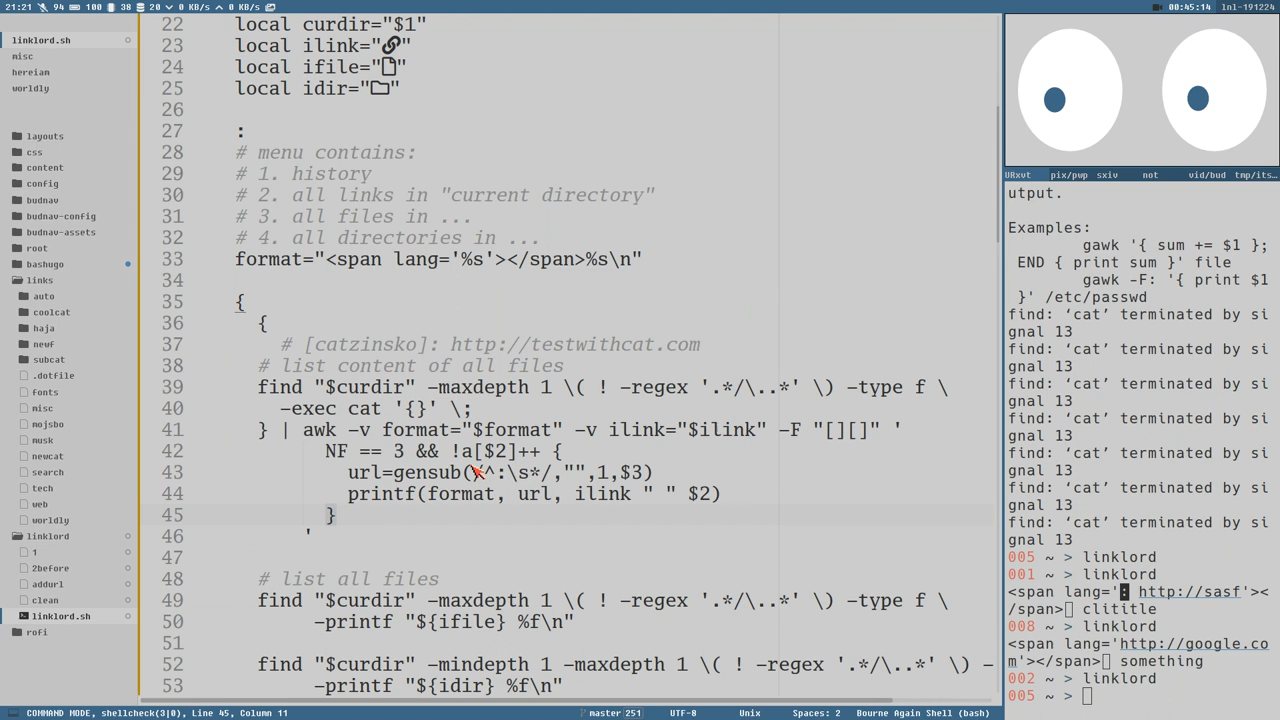 21:21 94 100 38 20 0 KB/s 0 KB/s
00:45:14 lnl-191224
linklord.sh
misc
hereiam
worldly
layouts
css
content
config
budnav
budnav-config
budnav-assets
root
bashugo
links
auto
coolcat
haja
newf
subcat
.dotfile
fonts
misc
mojsbo
musk
newcat
search
tech
web
worldly
linklord
1
2before
addurl
clean
linklord.sh
rofi
22 local curdir="$1"
23 local ilink=""
24 local ifile=""
25 local idir=""
26
27 :
28 # menu contains:
29 # 1. history
30 # 2. all links in "current directory"
31 # 3. all files in ...
32 # 4. all directories in ...
33 format="<span lang='%s'></span>%s\n"
34
35 {
36 {
37 # [catzinsko]: http://testwithcat.com
38 # list content of all files
39 find "$curdir" -maxdepth 1 \( ! -regex '.*/\..*' \) -type f \
40 -exec cat '{}' \;
41 } | awk -v format="$format" -v ilink="$ilink" -F "[][]" '
42 NF == 3 && !a[$2]++ {
43 url=gensub(/^:\s*/,"",1,$3)
44 printf(format, url, ilink " " $2)
45 }
46 '
47
48 # list all files
49 find "$curdir" -maxdepth 1 \( ! -regex '.*/\..*' \) -type f \
50 -printf "${ifile} %f\n"
51
52 find "$curdir" -mindepth 1 -maxdepth 1 \( ! -regex '.*/\..*' \) -
53 -printf "${idir} %f\n"
URxvt pix/pvp sxiv not vid/bud tmp/its…
utput.
Examples:
gawk '{ sum += $1 };
END { print sum }' file
gawk -F: '{ print $1
}' /etc/passwd
find: ‘cat’ terminated by si
gnal 13
find: ‘cat’ terminated by si
gnal 13
find: ‘cat’ terminated by si
gnal 13
find: ‘cat’ terminated by si
gnal 13
find: ‘cat’ terminated by si
gnal 13
find: ‘cat’ terminated by si
gnal 13
find: ‘cat’ terminated by si
gnal 13
005 ~ > linklord
001 ~ > linklord
<span lang=': http://sasf'><
/span> clititle
008 ~ > linklord
<span lang='http://google.co
m'></span> something
002 ~ > linklord
005 ~ >
COMMAND MODE, shellcheck(3|0), Line 45, Column 11 master 251 UTF-8 Unix Spaces: 2 Bourne Again Shell (bash)